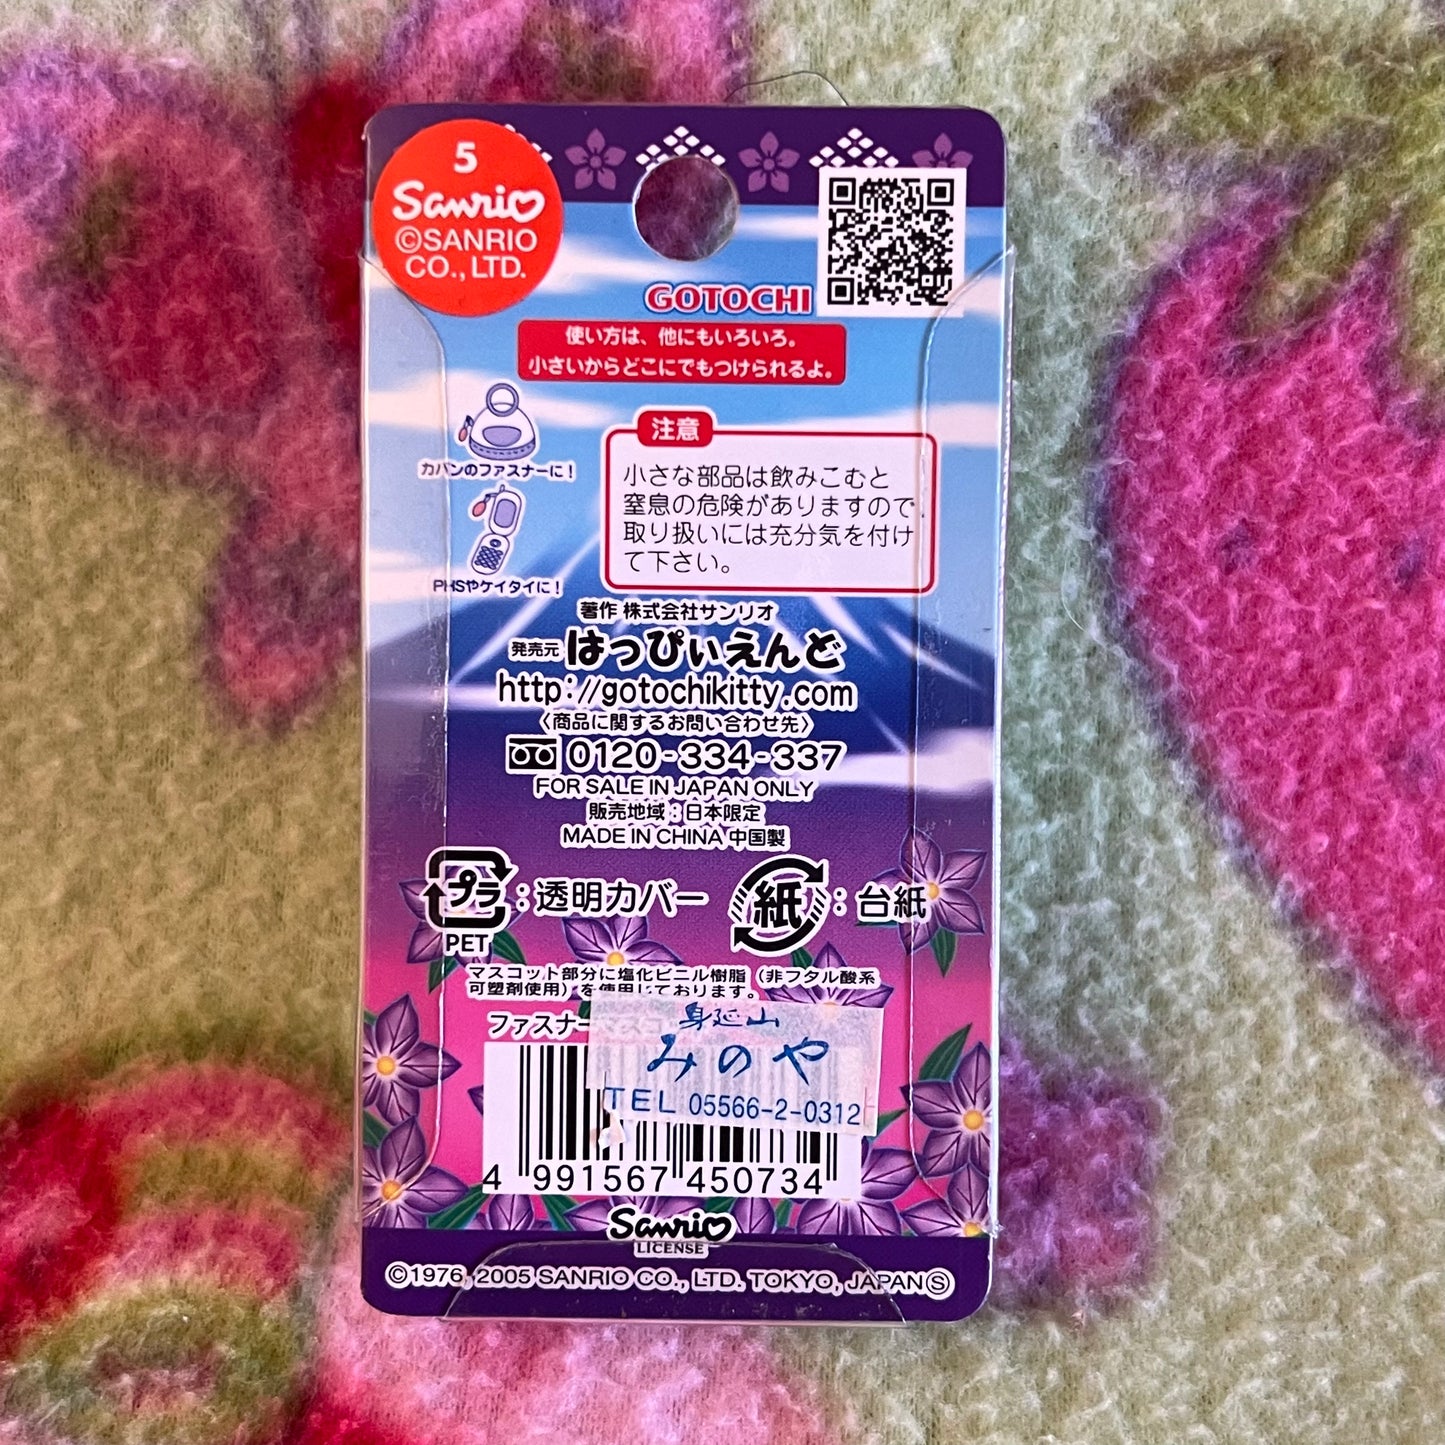 5
Sanrio
©SANRIO
CO.,LTD.
GOTOCHI
使い方は、他にもいろいろ。
小さいからどこにでもつけられるよ。
カバンのファスナーに!
PHSやケイタイに!
注意
小さな部品は飲みこむと
窒息の危険がありますので
取り扱いには充分気を付け
て下さい。
著作 株式会社サンリオ
発売元 はっぴぃえんど
http://gotochikitty.com
〈商品に関するお問い合わせ先〉
0120-334-337
FOR SALE IN JAPAN ONLY
販売地域:日本限定
MADE IN CHINA 中国製
プラ:透明カバー
PET
紙:台紙
マスコット部分に塩化ビニル樹脂(非フタル酸系
可塑剤使用)を使用しております。
ファスナー
身延山
みのや
TEL 05566-2-0312
4 991567 450734
Sanrio
LICENSE
©1976, 2005 SANRIO CO., LTD. TOKYO, JAPAN Ⓢ